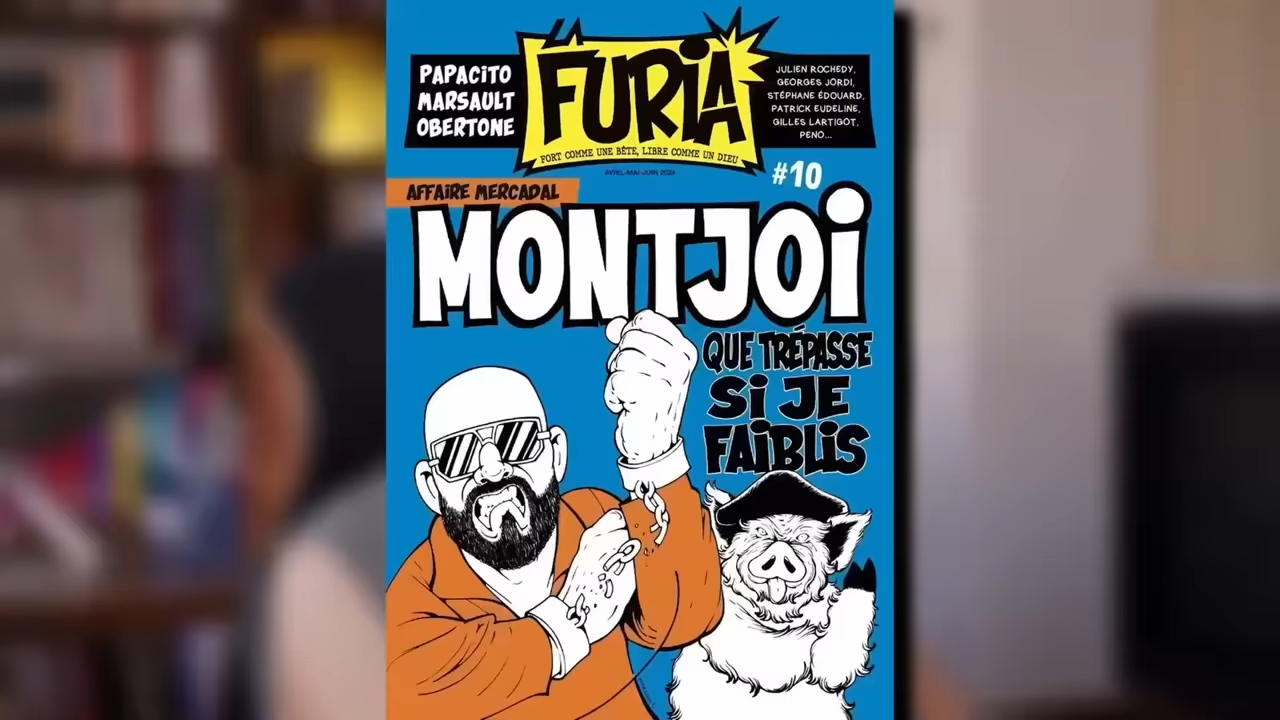 PAPACITO
MARSAULT
OBERTONE
FURIA
FORT COMME UNE BÊTE, LIBRE COMME UN DIEU
JULIEN ROCHEDY,
GEORGES JORDI,
STÉPHANE ÉDOUARD,
PATRICK EUDELINE,
GILLES LARTIGOT,
PENO...
AVRIL-MAI-JUIN 2024
#10
AFFAIRE MERCADAL
MONTJOI
QUE TRÉPASSE
SI JE
FAIBLIS